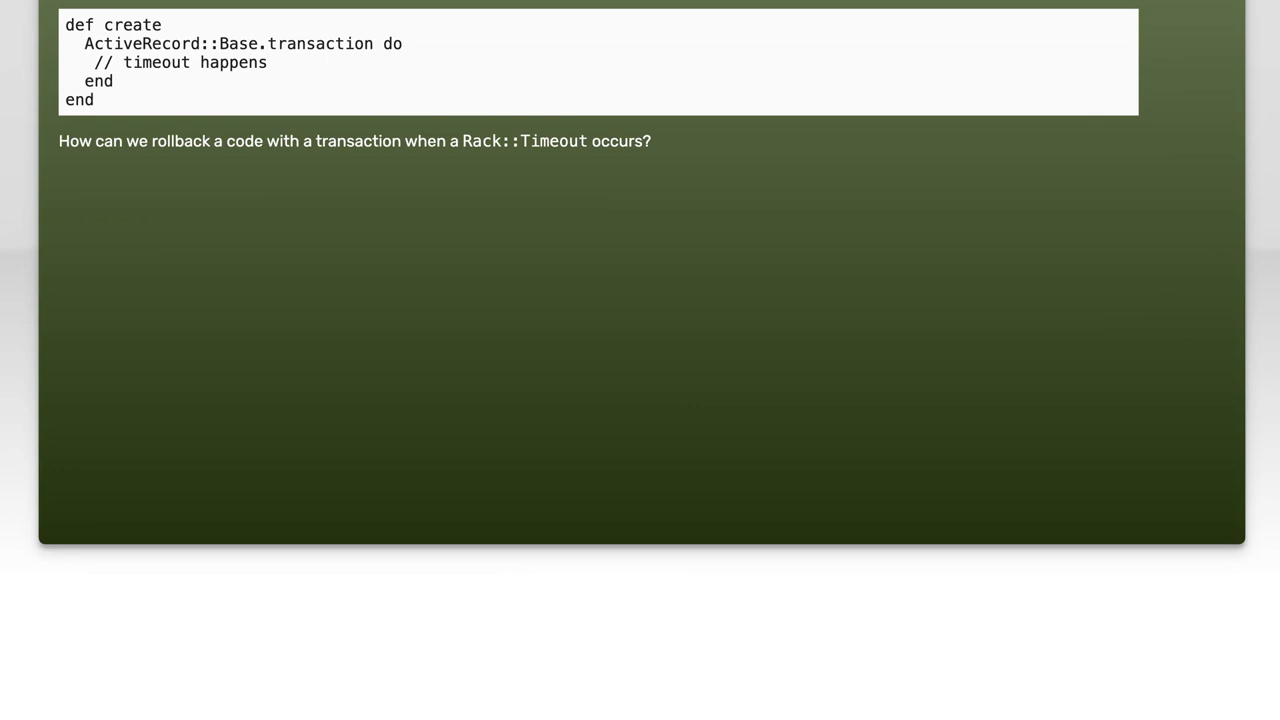 def create
  ActiveRecord::Base.transaction do
   // timeout happens
  end
end
How can we rollback a code with a transaction when a Rack::Timeout occurs?